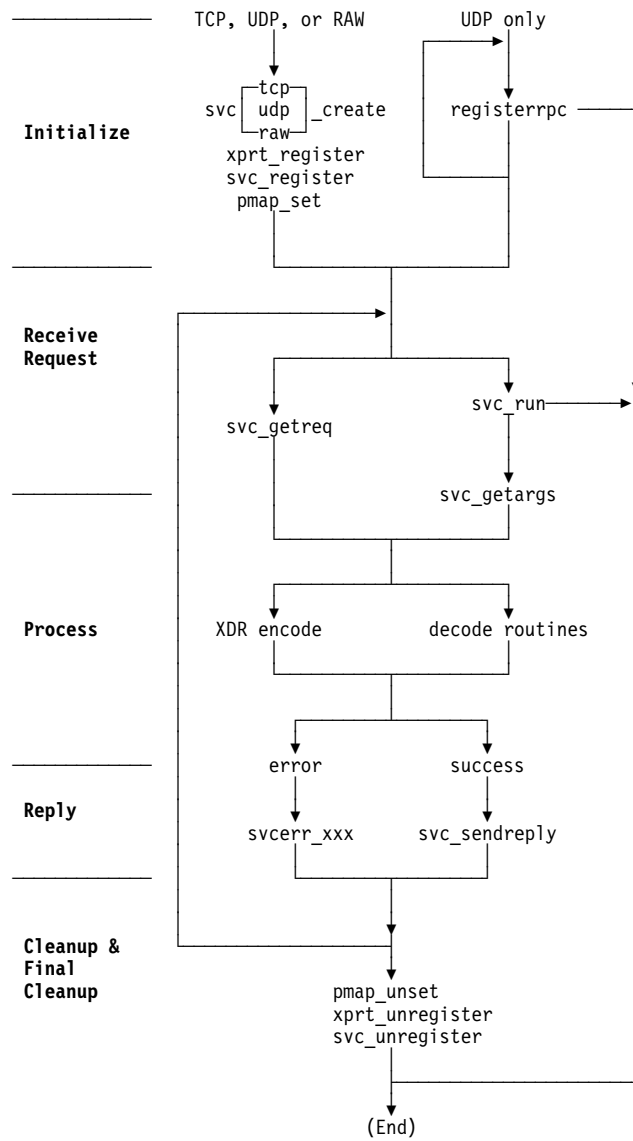 TCP, UDP, or RAW
UDP only
tcp
svc udp _create
raw
registerrpc
Initialize
xprt_register
svc_register
pmap_set
Receive
Request
svc_run
svc_getreq
svc_getargs
Process
XDR encode
decode routines
error
success
Reply
svcerr_xxx
svc_sendreply
Cleanup &
Final
Cleanup
pmap_unset
xprt_unregister
svc_unregister
(End)